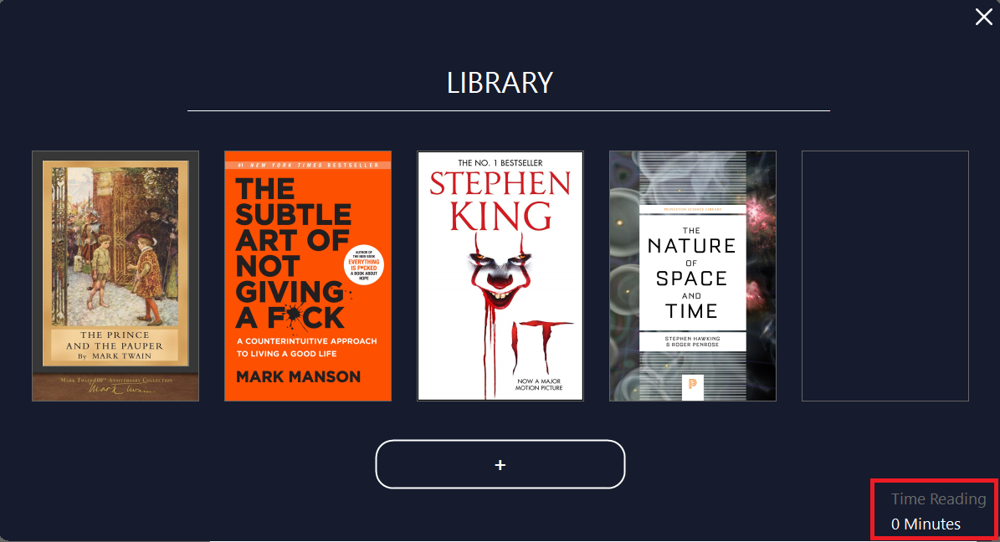 LIBRARY
THE PRINCE
AND THE PAUPER
BY MARK TWAIN
MARK TWAIN 100TH ANNIVERSARY COLLECTION
Mark Twain
#1 NEW YORK TIMES BESTSELLER
THE
SUBTLE
ART OF
NOT
GIVING
A F*CK
AUTHOR OF
THE NEW BOOK
EVERYTHING
IS F*CKED
A BOOK ABOUT
HOPE
A COUNTERINTUITIVE APPROACH
TO LIVING A GOOD LIFE
MARK MANSON
THE NO. 1 BESTSELLER
STEPHEN
KING
IT
NOW A MAJOR
MOTION PICTURE
PRINCETON SCIENCE LIBRARY
THE
NATURE
OF
SPACE
AND
TIME
STEPHEN HAWKING
& ROGER PENROSE
P
+
Time Reading
0 Minutes